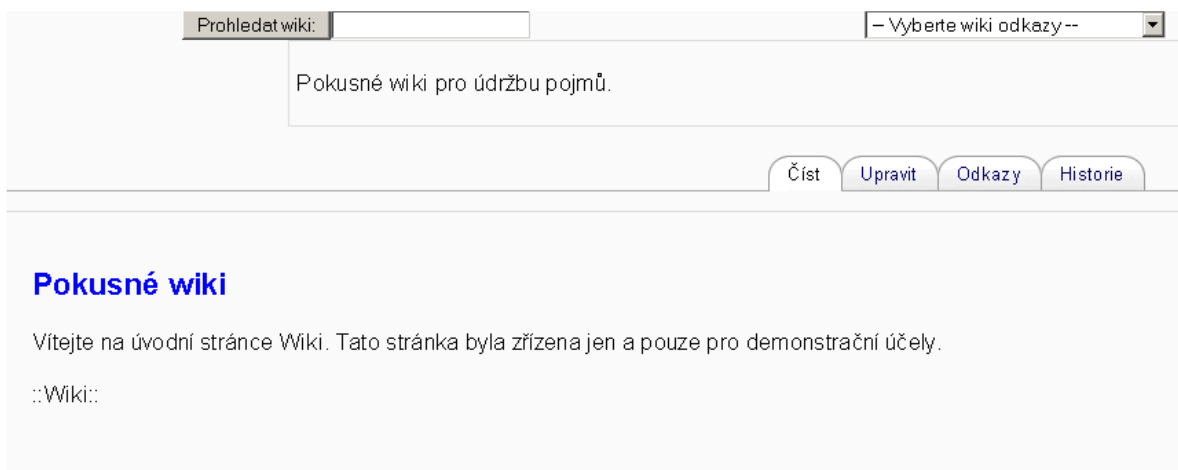 Prohledat wiki: -- Vyberte wiki odkazy --
Pokusné wiki pro údržbu pojmů.
Číst Upravit Odkazy Historie
Pokusné wiki
Vítejte na úvodní stránce Wiki. Tato stránka byla zřízena jen a pouze pro demonstrační účely.
::Wiki::